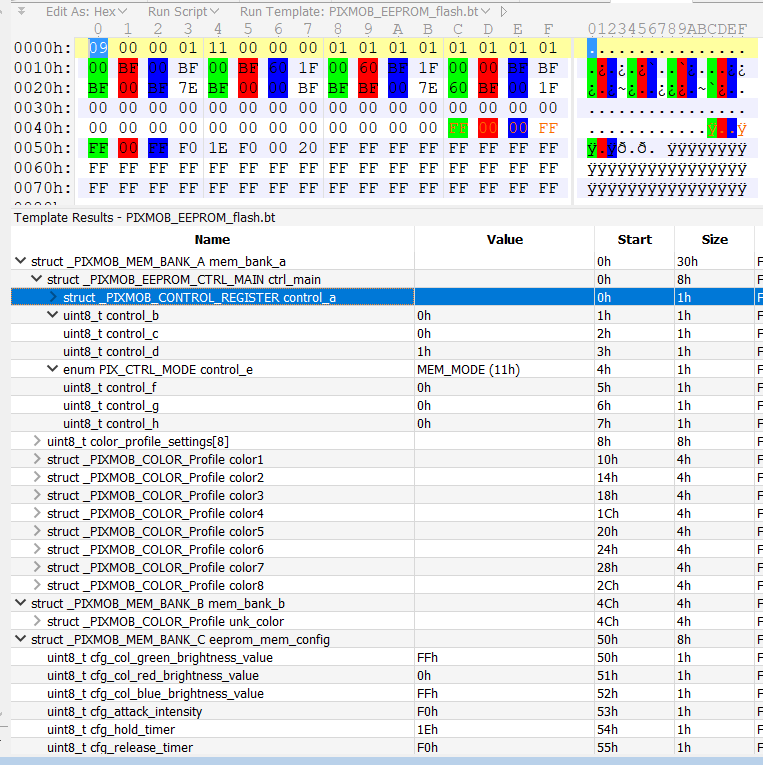 Edit As: Hex Run Script Run Template: PIXMOB_EEPROM_flash.bt
0 1 2 3 4 5 6 7 8 9 A B C D E F 0123456789ABCDEF
0000h: 09 00 00 01 11 00 00 00 01 01 01 01 01 01 01 01 ................
0010h: 00 BF 00 BF 00 BF 60 1F 00 60 BF 1F 00 00 BF BF .¿.¿.¿`..`¿...¿¿
0020h: BF 00 BF 7E BF 00 00 BF BF BF 00 7E 60 BF 00 1F ¿.¿~¿..¿¿¿.~`¿..
0030h: 00 00 00 00 00 00 00 00 00 00 00 00 00 00 00 00 ................
0040h: 00 00 00 00 00 00 00 00 00 00 00 00 FF 00 00 FF ............ÿ..ÿ
0050h: FF 00 FF F0 1E F0 00 20 FF FF FF FF FF FF FF FF ÿ.ÿð.ð. ÿÿÿÿÿÿÿÿ
0060h: FF FF FF FF FF FF FF FF FF FF FF FF FF FF FF FF ÿÿÿÿÿÿÿÿÿÿÿÿÿÿÿÿ
0070h: FF FF FF FF FF FF FF FF FF FF FF FF FF FF FF FF ÿÿÿÿÿÿÿÿÿÿÿÿÿÿÿÿ
Template Results - PIXMOB_EEPROM_flash.bt
Name Value Start Size
struct _PIXMOB_MEM_BANK_A mem_bank_a 0h 30h F
struct _PIXMOB_EEPROM_CTRL_MAIN ctrl_main 0h 8h F
struct _PIXMOB_CONTROL_REGISTER control_a 0h 1h F
uint8_t control_b 0h 1h 1h F
uint8_t control_c 0h 2h 1h F
uint8_t control_d 1h 3h 1h F
enum PIX_CTRL_MODE control_e MEM_MODE (11h) 4h 1h F
uint8_t control_f 0h 5h 1h F
uint8_t control_g 0h 6h 1h F
uint8_t control_h 0h 7h 1h F
uint8_t color_profile_settings[8] 8h 8h F
struct _PIXMOB_COLOR_Profile color1 10h 4h F
struct _PIXMOB_COLOR_Profile color2 14h 4h F
struct _PIXMOB_COLOR_Profile color3 18h 4h F
struct _PIXMOB_COLOR_Profile color4 1Ch 4h F
struct _PIXMOB_COLOR_Profile color5 20h 4h F
struct _PIXMOB_COLOR_Profile color6 24h 4h F
struct _PIXMOB_COLOR_Profile color7 28h 4h F
struct _PIXMOB_COLOR_Profile color8 2Ch 4h F
struct _PIXMOB_MEM_BANK_B mem_bank_b 4Ch 4h F
struct _PIXMOB_COLOR_Profile unk_color 4Ch 4h F
struct _PIXMOB_MEM_BANK_C eeprom_mem_config 50h 8h F
uint8_t cfg_col_green_brightness_value FFh 50h 1h F
uint8_t cfg_col_red_brightness_value 0h 51h 1h F
uint8_t cfg_col_blue_brightness_value FFh 52h 1h F
uint8_t cfg_attack_intensity F0h 53h 1h F
uint8_t cfg_hold_timer 1Eh 54h 1h F
uint8_t cfg_release_timer F0h 55h 1h F